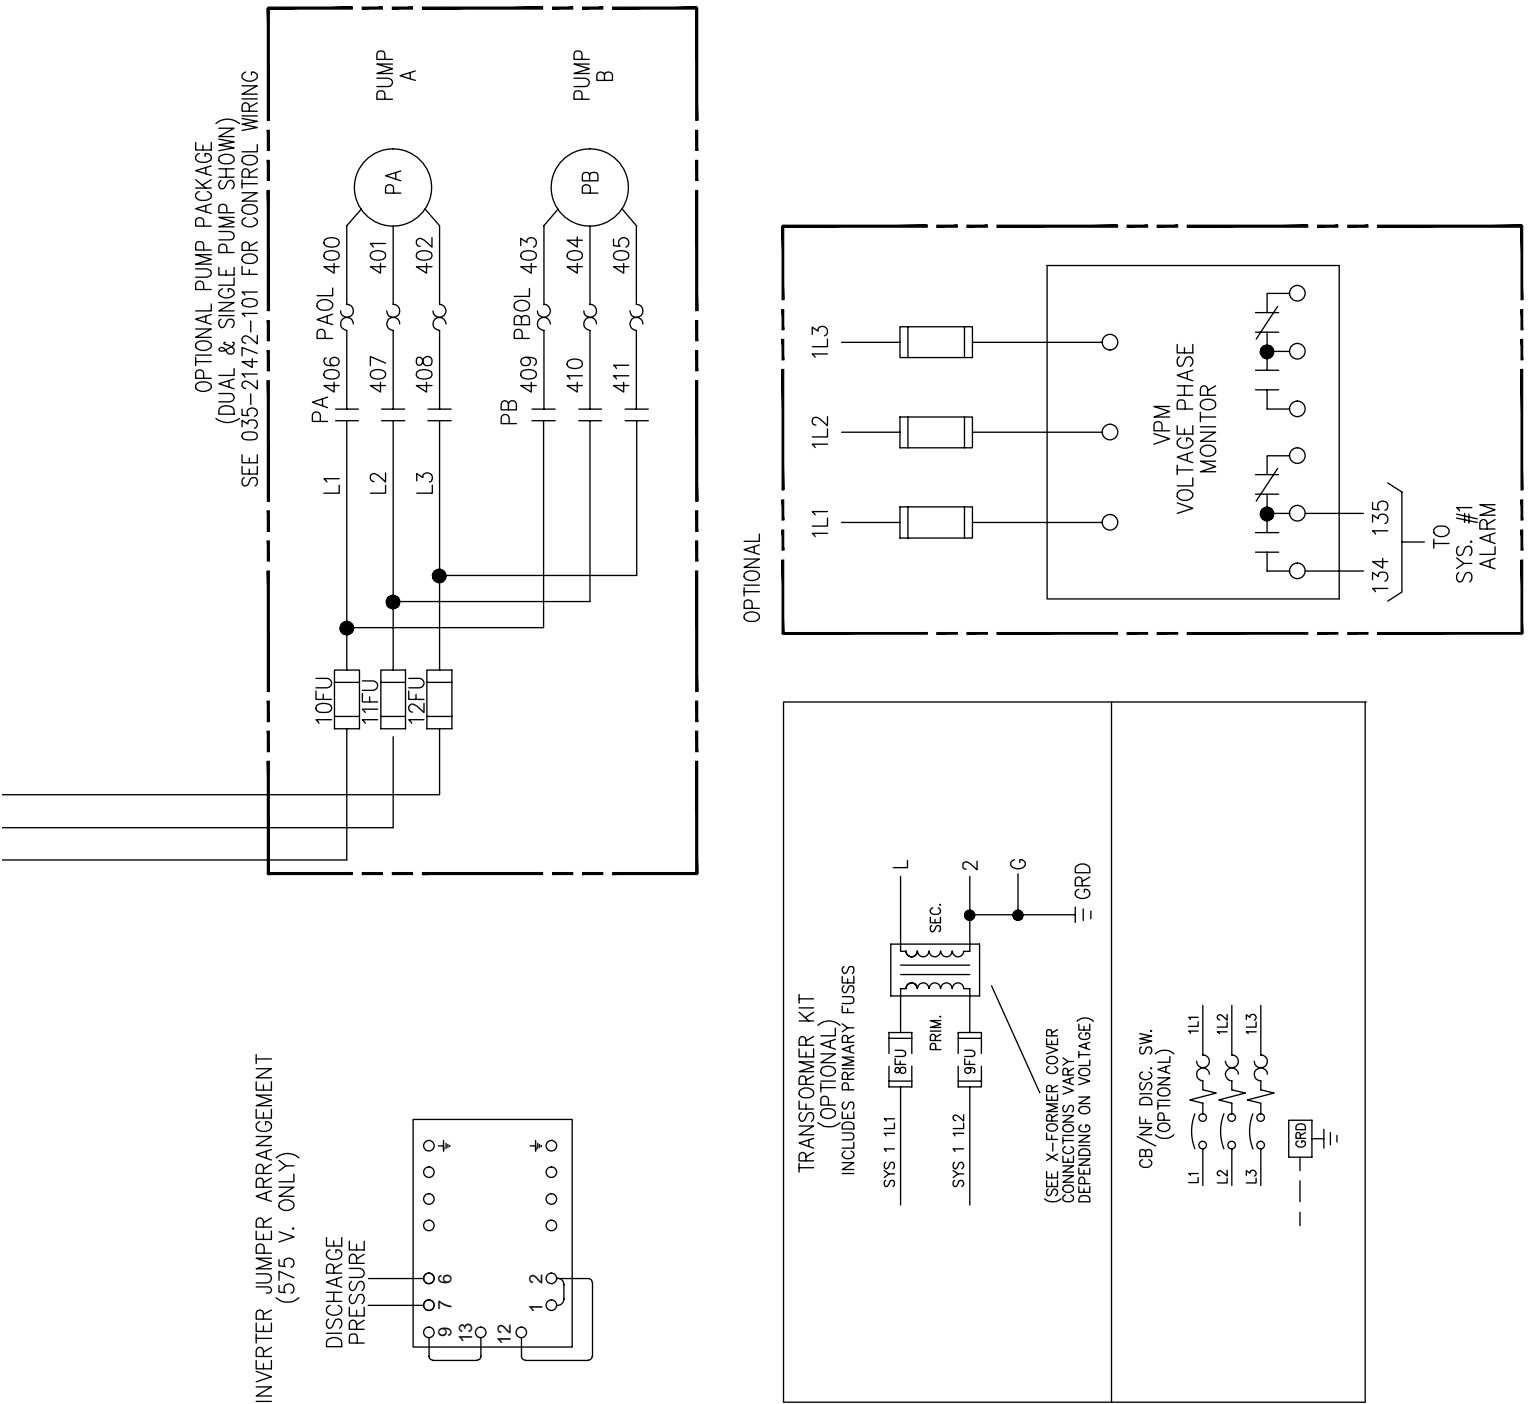 OPTIONAL PUMP PACKAGE
(DUAL & SINGLE PUMP SHOWN)
SEE 035-21472-101 FOR CONTROL WIRING
10FU
L1
PA
406
PAOL
400
11FU
L2
407
401
12FU
L3
408
402
PA
PUMP
A
PB
409
PBOL
403
410
404
411
405
PB
PUMP
B
OPTIONAL
1L1
1L2
1L3
VPM
VOLTAGE PHASE
MONITOR
134
135
TO
SYS. #1
ALARM
INVERTER JUMPER ARRANGEMENT
(575 V. ONLY)
DISCHARGE
PRESSURE
9
7
6
13
12
1
2
TRANSFORMER KIT
(OPTIONAL)
INCLUDES PRIMARY FUSES
SYS 1 1L1
8FU
L
PRIM.
SEC.
SYS 1 1L2
9FU
2
G
GRD
(SEE X-FORMER COVER
CONNECTIONS VARY
DEPENDING ON VOLTAGE)
CB/NF DISC. SW.
(OPTIONAL)
L1
1L1
L2
1L2
L3
1L3
GRD